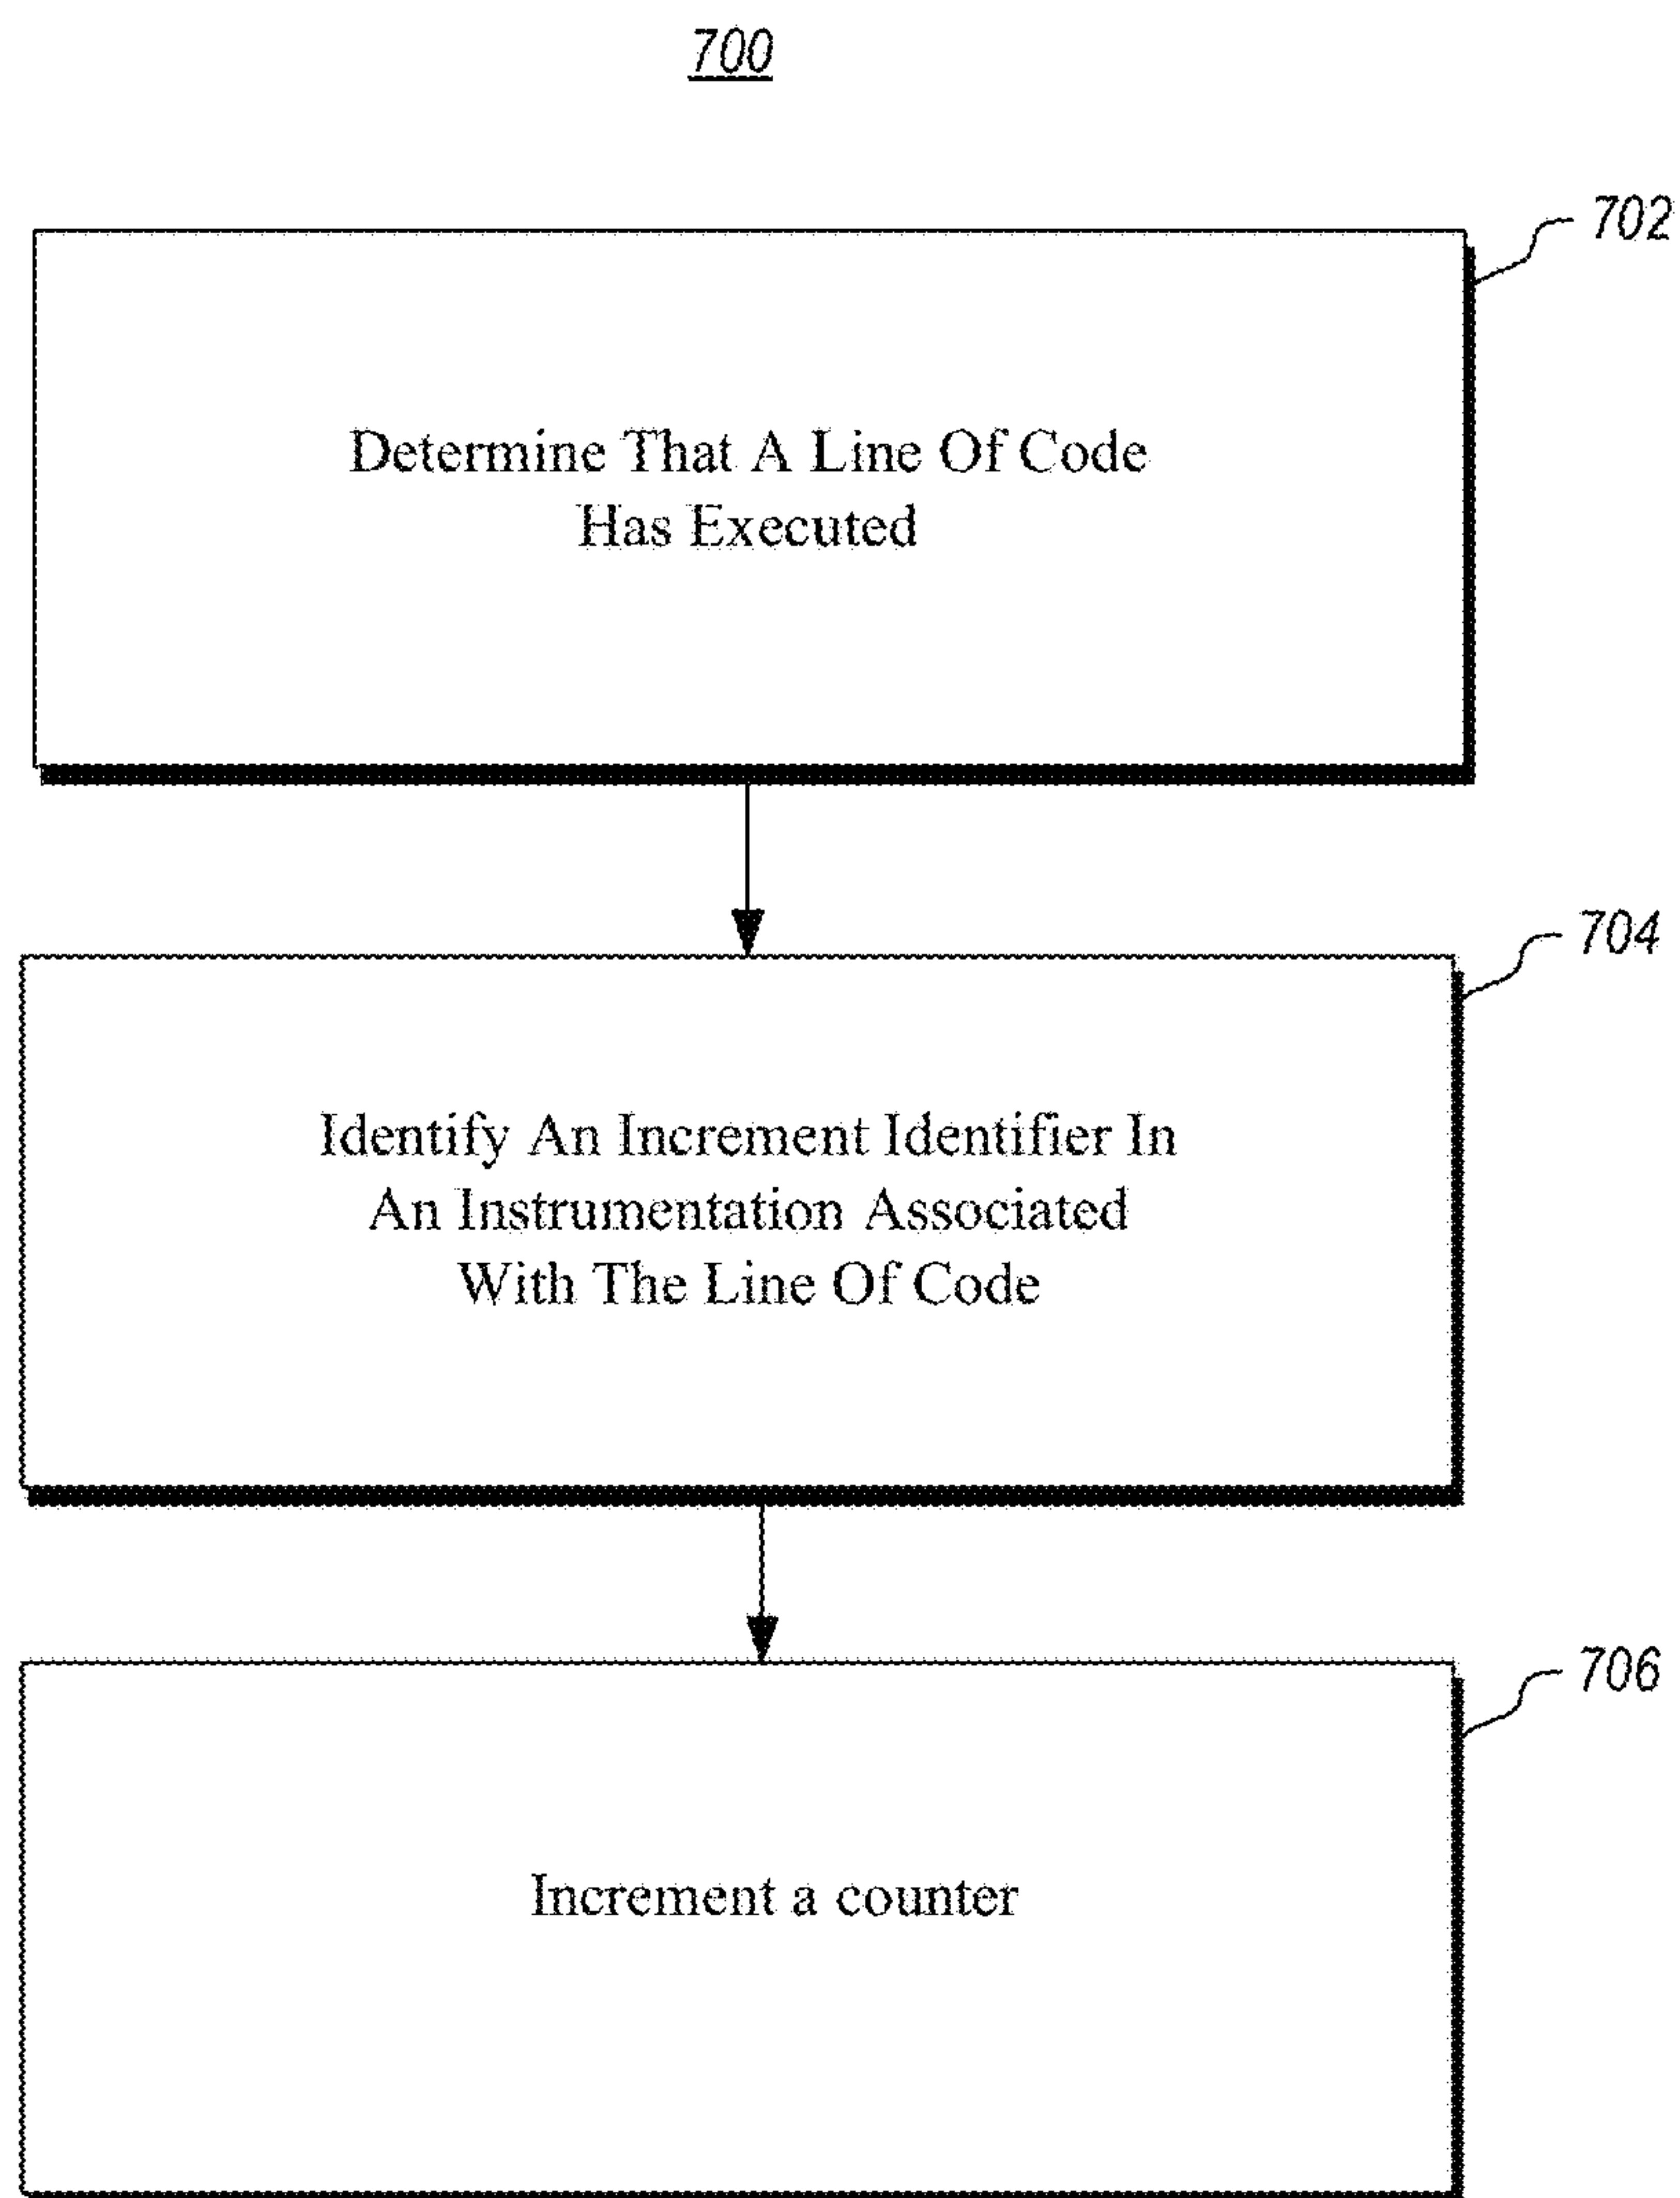 700
702
Determine That A Line Of Code
Has Executed
704
Identify An Increment Identifier In
An Instrumentation Associated
With The Line Of Code
706
Increment a counter